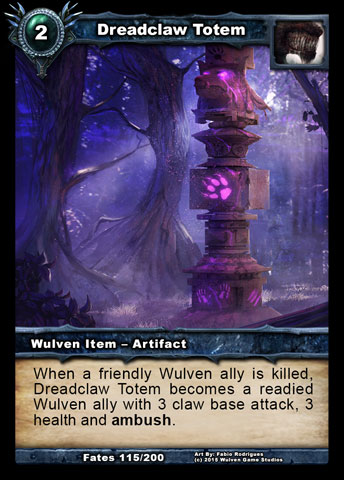 2
Dreadclaw Totem
Wulven Item – Artifact
When a friendly Wulven ally is killed,
Dreadclaw Totem becomes a readied
Wulven ally with 3 claw base attack, 3
health and ambush.
Fates 115/200
Art By: Fabio Rodrigues
(c) 2015 Wulven Game Studios